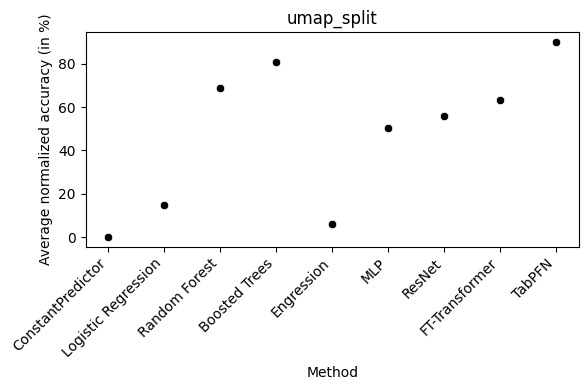 umap_split
Average normalized accuracy (in %)
80
60
40
20
0
ConstantPredictor
Logistic Regression
Random Forest
Boosted Trees
Engression
MLP
ResNet
FT-Transformer
TabPFN
Method